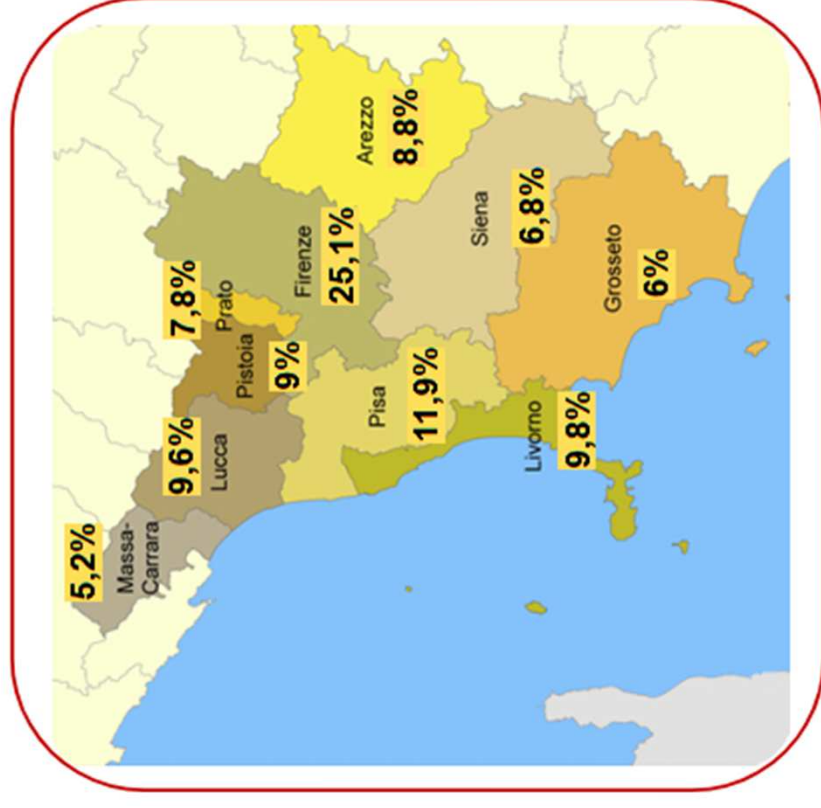 5,2%
Massa-
Carrara
9,6%
Lucca
7,8%
Prato
Pistoia
9%
Firenze
25,1%
Arezzo
8,8%
Pisa
11,9%
Siena
6,8%
Livorno
9,8%
Grosseto
6%